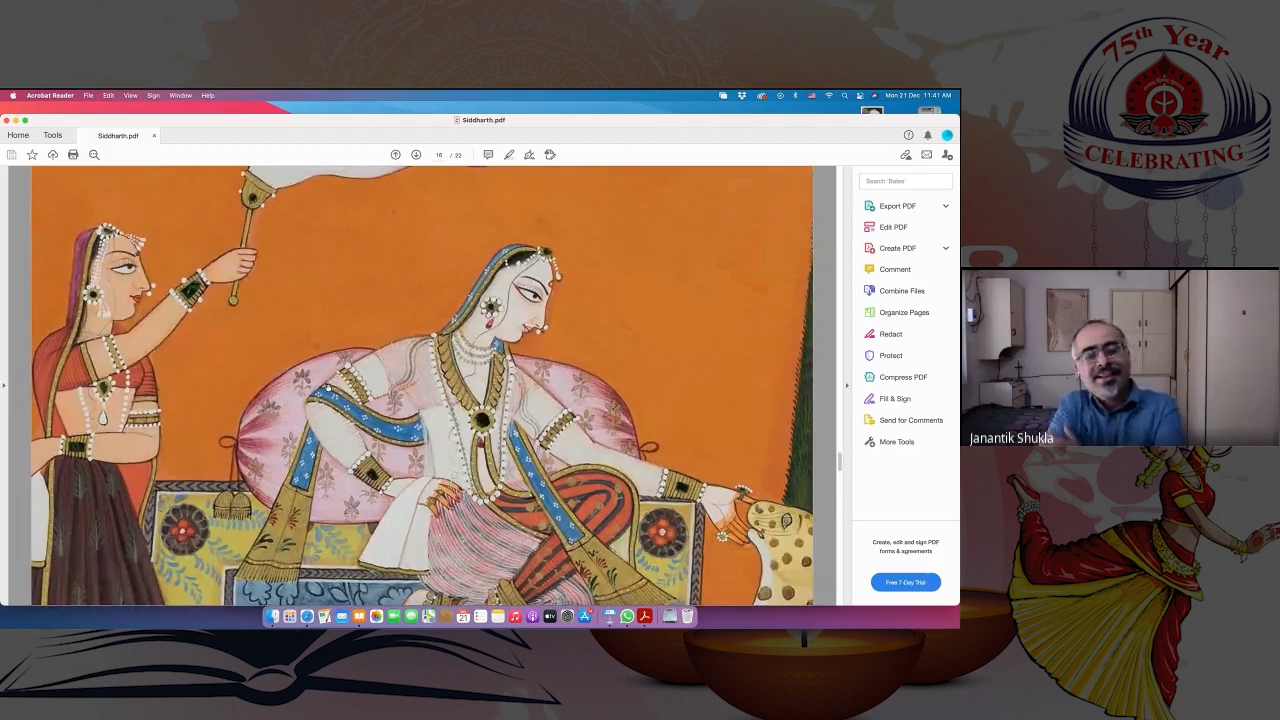 Acrobat Reader File Edit View Sign Window Help
Mon 21 Dec 11:41 AM
Siddharth.pdf
Home Tools Siddharth.pdf ×
16 / 22
Search 'Bates'
Export PDF
Edit PDF
Create PDF
Comment
Combine Files
Organize Pages
Redact
Protect
Compress PDF
Fill & Sign
Send for Comments
More Tools
Create, edit and sign PDF
forms & agreements
Free 7-Day Trial
75th Year
CELEBRATING
Janantik Shukla